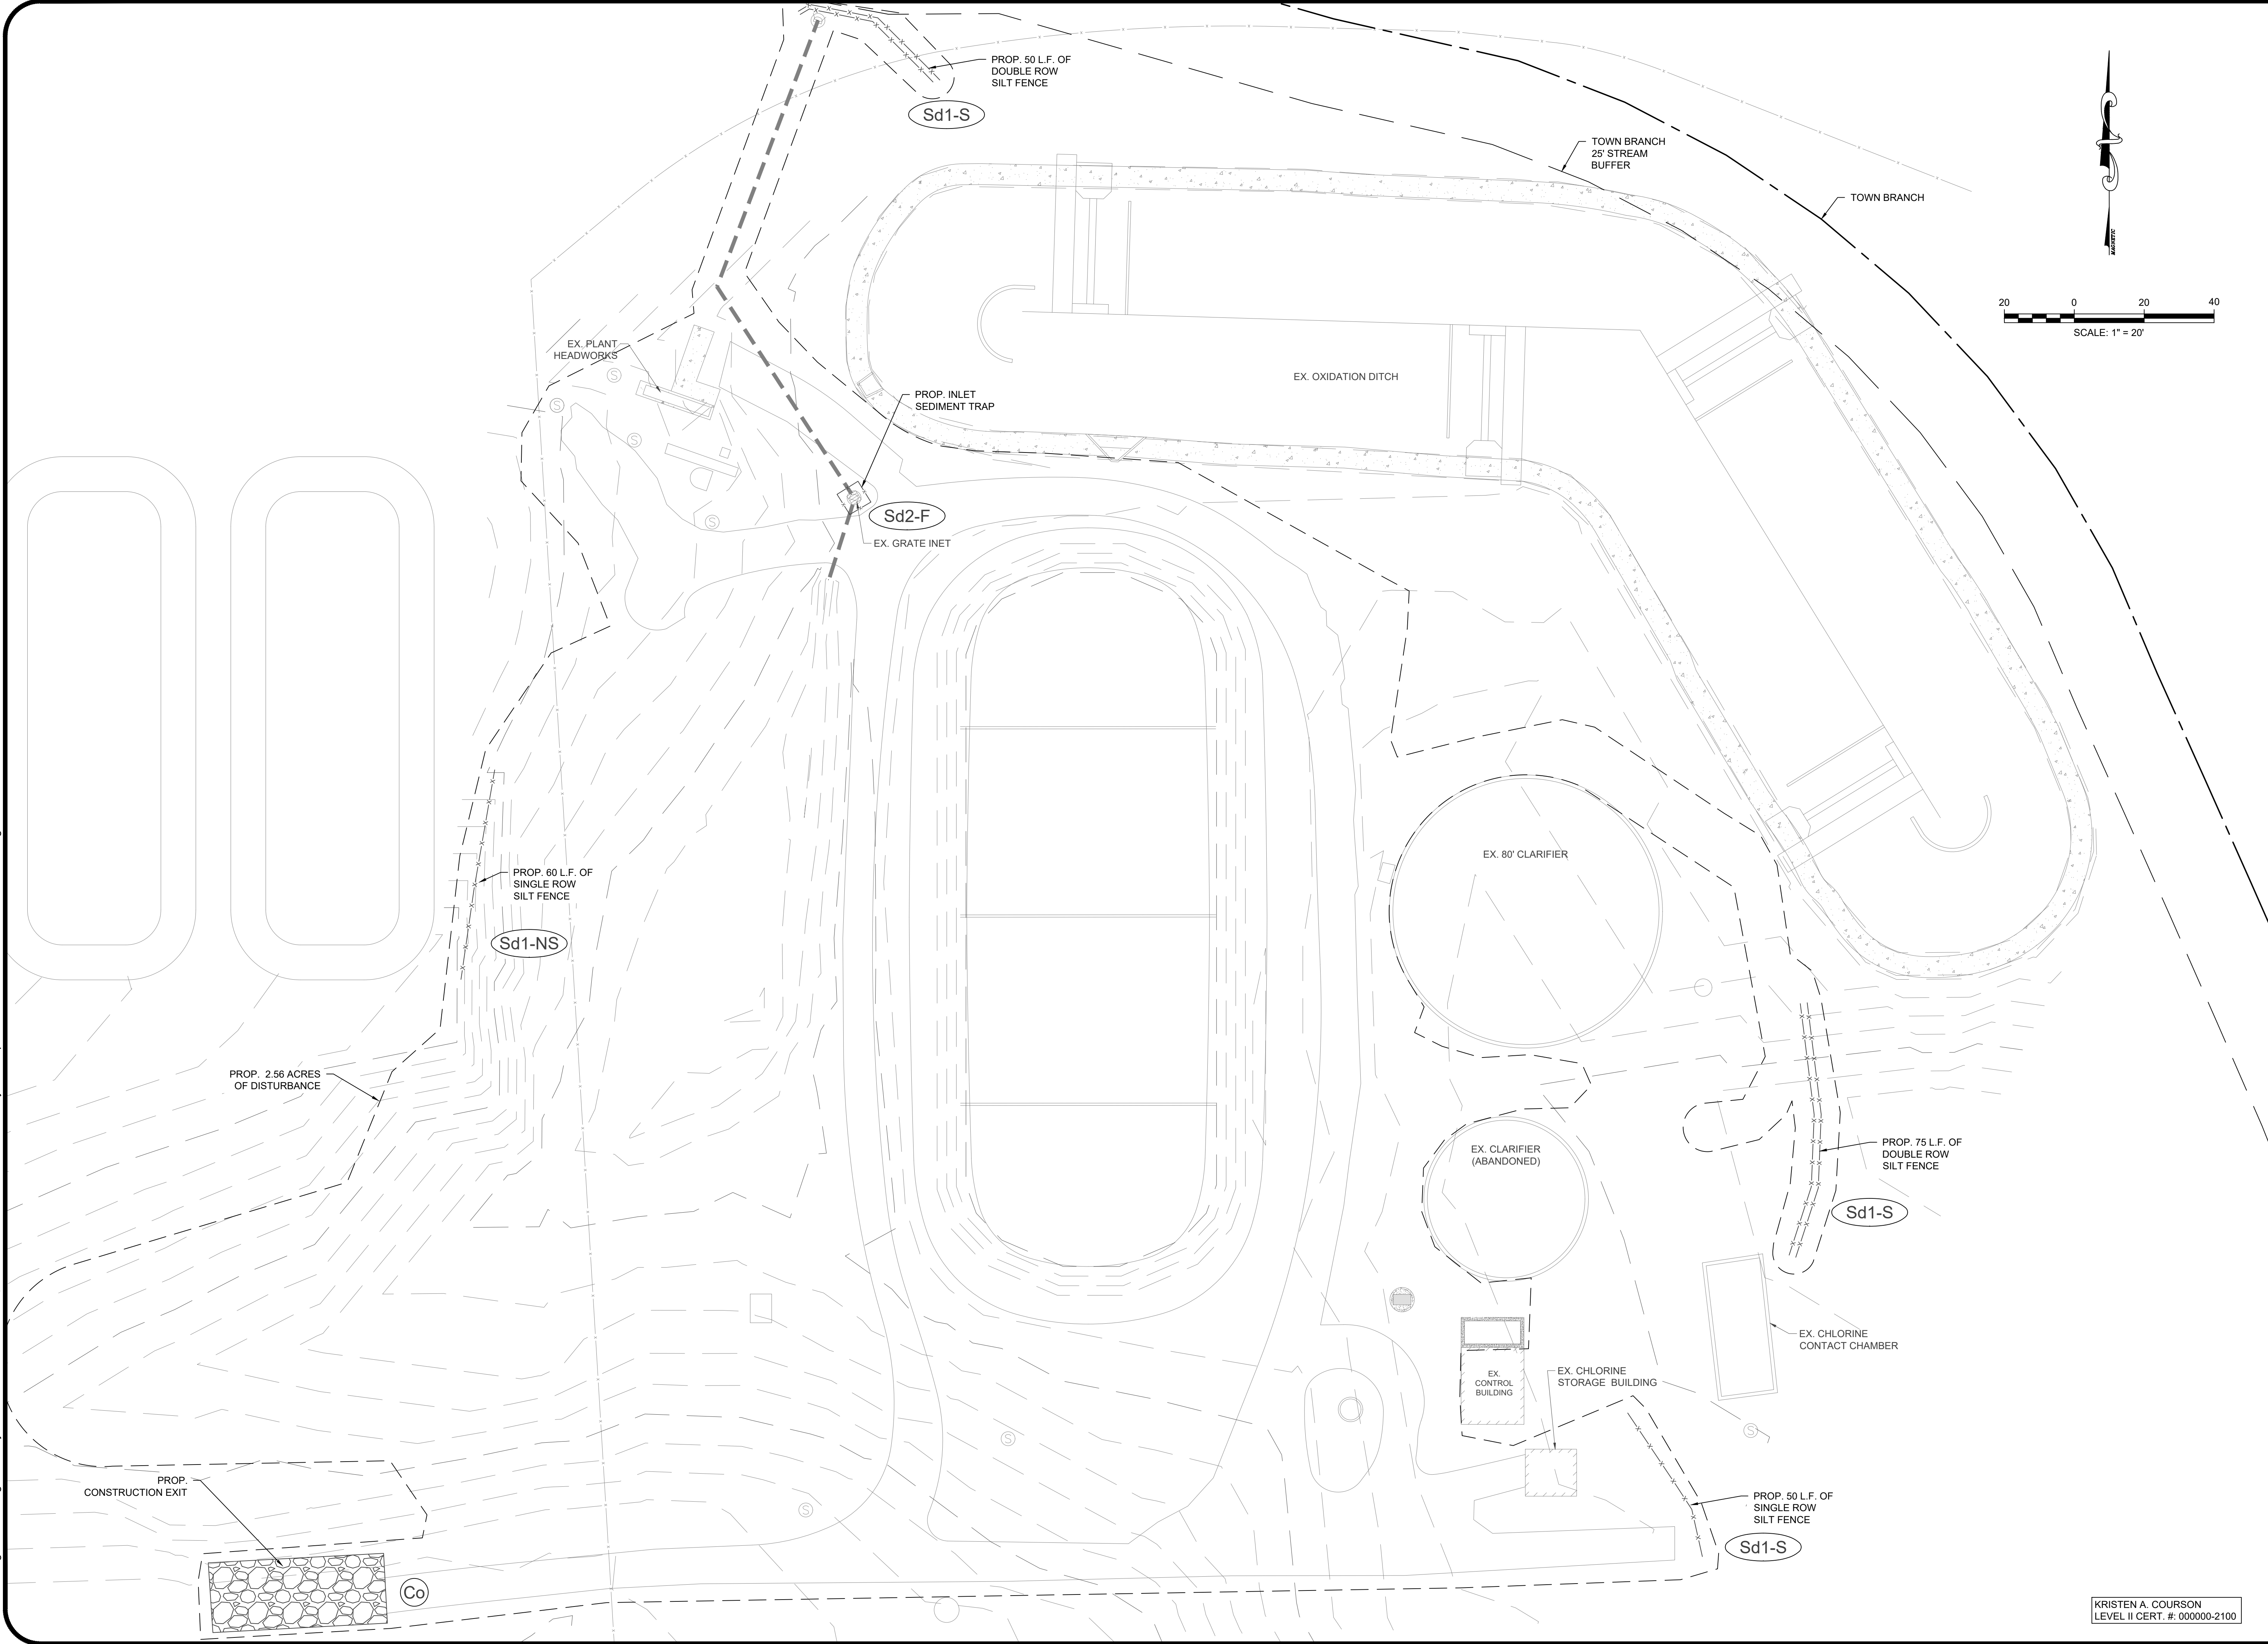 PROP. 50 L.F. OF
DOUBLE ROW
SILT FENCE
Sd1-S
TOWN BRANCH
25' STREAM
BUFFER
TOWN BRANCH
MAGNETIC
20 0 20 40
SCALE: 1" = 20'
EX. PLANT
HEADWORKS
EX. OXIDATION DITCH
PROP. INLET
SEDIMENT TRAP
S
S
S
S
Sd2-F
EX. GRATE INET
EX. 80' CLARIFIER
PROP. 60 L.F. OF
SINGLE ROW
SILT FENCE
Sd1-NS
PROP. 2.56 ACRES
OF DISTURBANCE
EX. CLARIFIER
(ABANDONED)
PROP. 75 L.F. OF
DOUBLE ROW
SILT FENCE
Sd1-S
EX. CHLORINE
CONTACT CHAMBER
EX.
CONTROL
BUILDING
EX. CHLORINE
STORAGE BUILDING
S
S
S
PROP.
CONSTRUCTION EXIT
PROP. 50 L.F. OF
SINGLE ROW
SILT FENCE
Sd1-S
Co
KRISTEN A. COURSON
LEVEL II CERT. #: 000000-2100